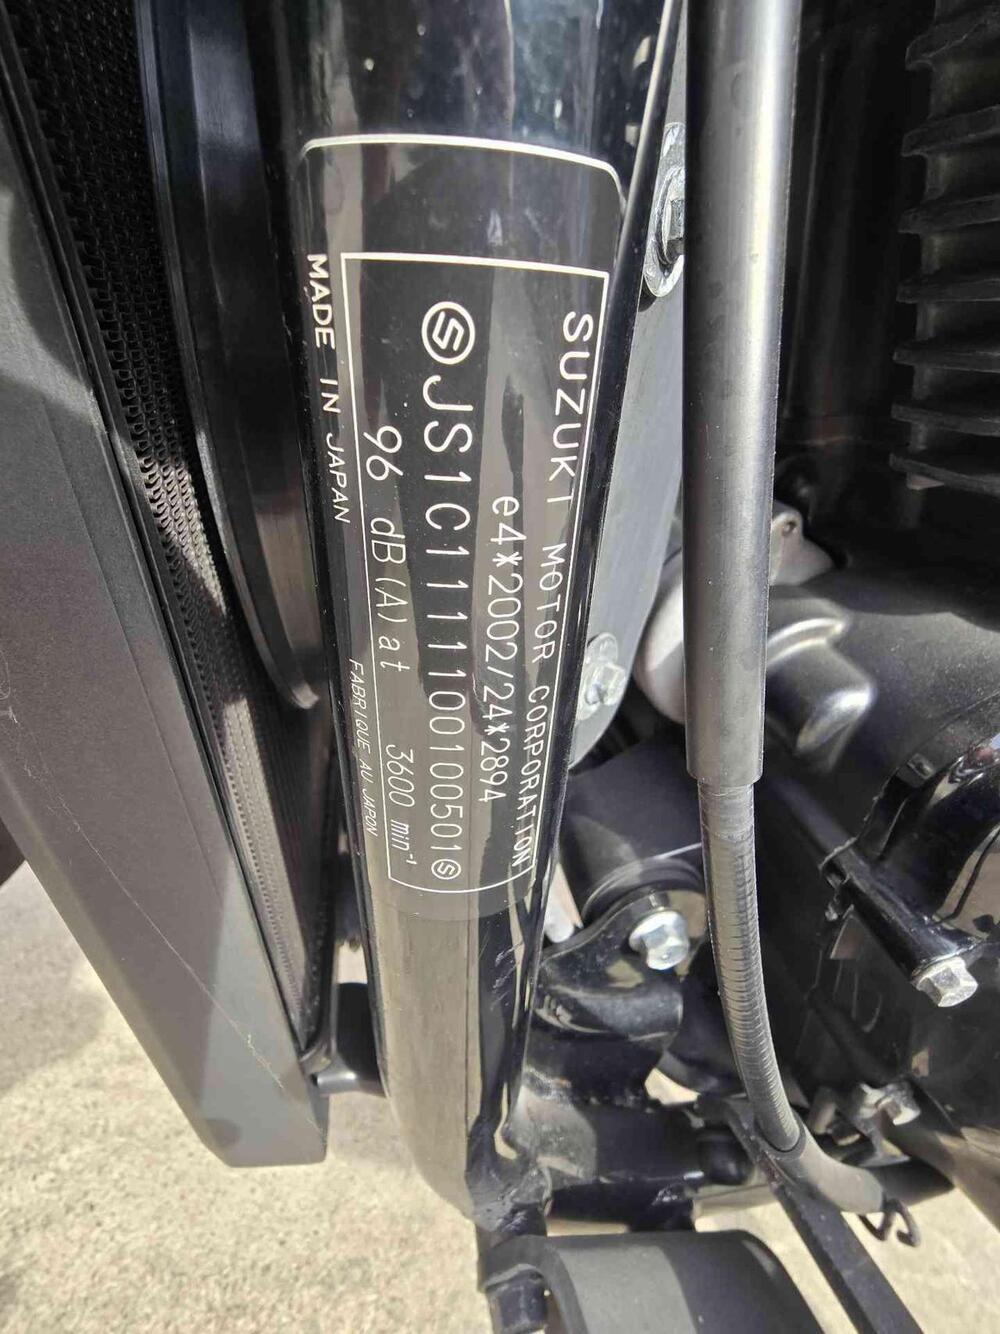 SUZUKI MOTOR CORPORATION
e4*2002/24*2894
ⓈJS1C1111100100501Ⓢ
96 dB(A) at 3600 min⁻¹
MADE IN JAPAN FABRIQUE AU JAPON